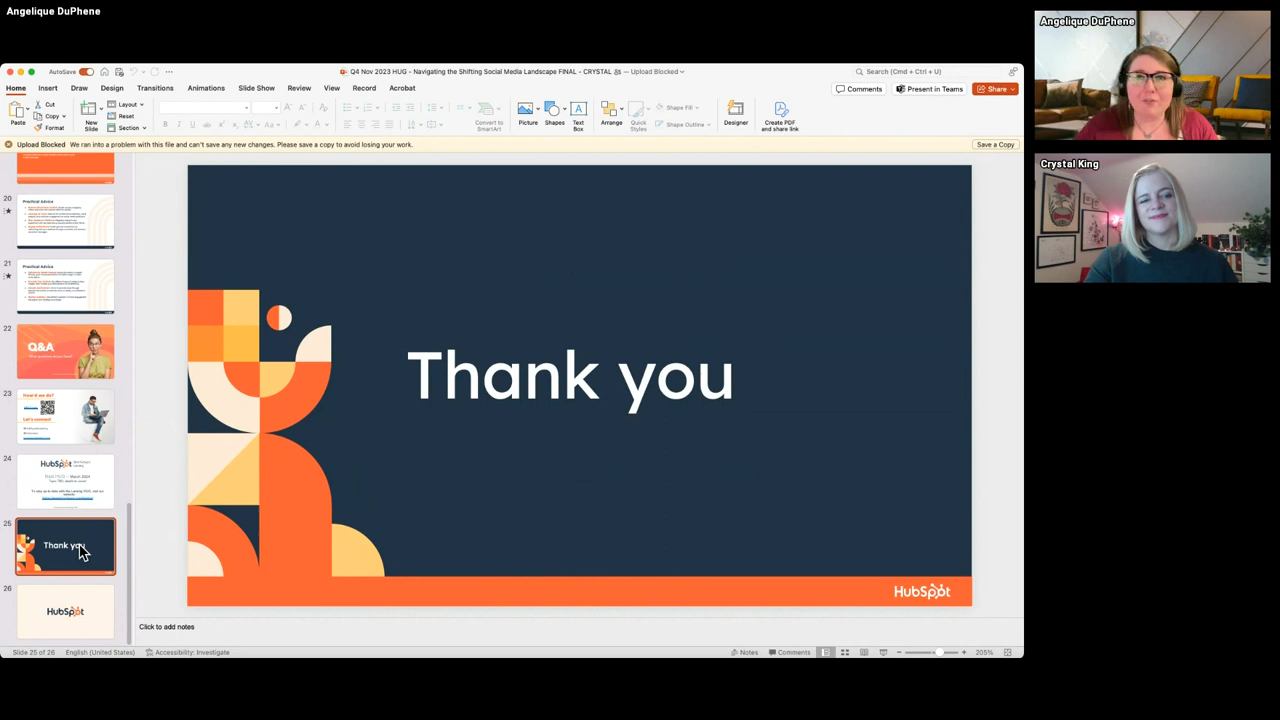 Angelique DuPhene
Angelique DuPhene
Crystal King
AutoSave
Q4 Nov 2023 HUG - Navigating the Shifting Social Media Landscape FINAL - CRYSTAL
— Upload Blocked
Search (Cmd + Ctrl + U)
Home Insert Draw Design Transitions Animations Slide Show Review View Record Acrobat
Comments Present in Teams Share
Paste Cut Copy Format
New Slide Layout Reset Section
Convert to SmartArt
Picture Shapes Text Box
Arrange Quick Styles Shape Fill Shape Outline
Designer
Create PDF and share link
Upload Blocked We ran into a problem with this file and can't save any new changes. Please save a copy to avoid losing your work.
Save a Copy
20
Practical Advice
21
Practical Advice
22
Q&A
23
How'd we do?
Let's connect
24
HubSpot
25
Thank you
26
HubSpot
Thank you
HubSpot
Click to add notes
Slide 25 of 26 English (United States) Accessibility: Investigate
Notes Comments 205%